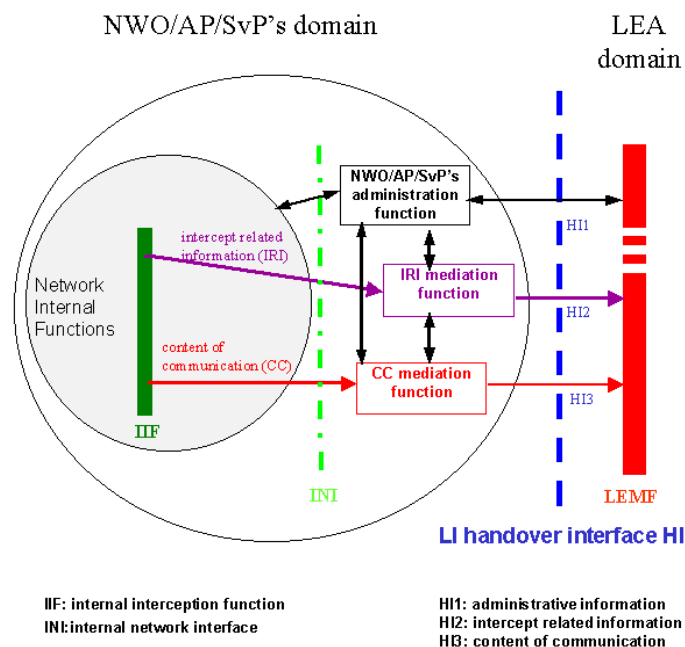 NWO/AP/SvP's domain
LEA
domain
NWO/AP/SvP's
administration
function
HI1
intercept related
information (IRI)
IRI mediation
function
Network
Internal
Functions
HI2
content of
communication (CC)
CC mediation
function
HI3
IIF
INI
LEMF
LI handover interface HI
IIF: internal interception function
INI:internal network interface
HI1: administrative information
HI2: intercept related information
HI3: content of communication